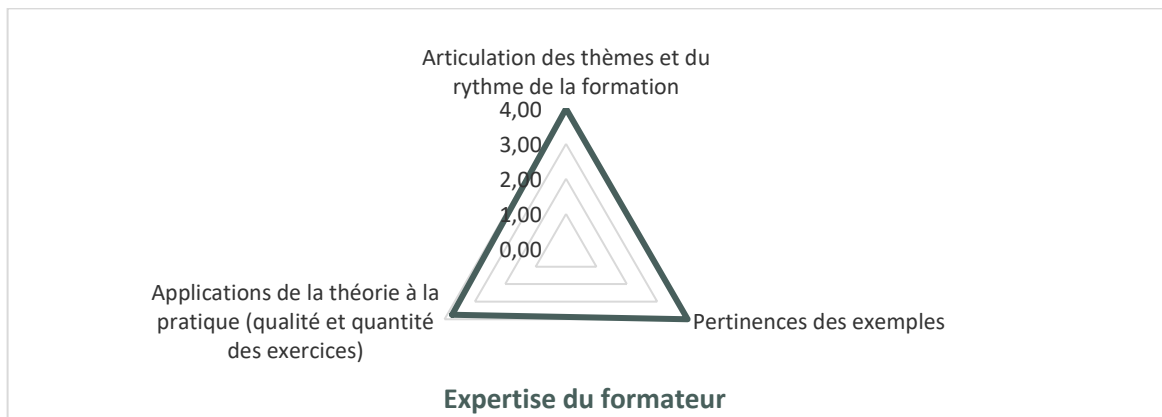 Articulation des thèmes et du
rythme de la formation
4,00
3,00
2,00
1,00
0,00
Applications de la théorie à la
pratique (qualité et quantité
des exercices)
Pertinences des exemples
Expertise du formateur